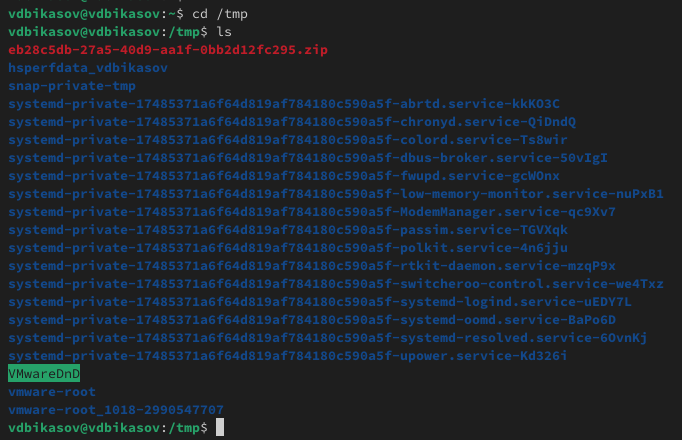 vdbikasov@vdbikasov:~$ cd /tmp
vdbikasov@vdbikasov:/tmp$ ls
eb28c5db-27a5-40d9-aa1f-0bb2d12fc295.zip
hsperfdata_vdbikasov
snap-private-tmp
systemd-private-17485371a6f64d819af784180c590a5f-abrtd.service-kkKO3C
systemd-private-17485371a6f64d819af784180c590a5f-chronyd.service-QiDndQ
systemd-private-17485371a6f64d819af784180c590a5f-colord.service-Ts8wir
systemd-private-17485371a6f64d819af784180c590a5f-dbus-broker.service-50vIgI
systemd-private-17485371a6f64d819af784180c590a5f-fwupd.service-gcWOnx
systemd-private-17485371a6f64d819af784180c590a5f-low-memory-monitor.service-nuPxB1
systemd-private-17485371a6f64d819af784180c590a5f-ModemManager.service-qc9Xv7
systemd-private-17485371a6f64d819af784180c590a5f-passim.service-TGVXqk
systemd-private-17485371a6f64d819af784180c590a5f-polkit.service-4n6jju
systemd-private-17485371a6f64d819af784180c590a5f-rtkit-daemon.service-mzqP9x
systemd-private-17485371a6f64d819af784180c590a5f-switcheroo-control.service-we4Txz
systemd-private-17485371a6f64d819af784180c590a5f-systemd-logind.service-uEDY7L
systemd-private-17485371a6f64d819af784180c590a5f-systemd-oomd.service-BaPo6D
systemd-private-17485371a6f64d819af784180c590a5f-systemd-resolved.service-6OvnKj
systemd-private-17485371a6f64d819af784180c590a5f-upower.service-Kd326i
VMwareDnD
vmware-root
vmware-root_1018-2990547707
vdbikasov@vdbikasov:/tmp$